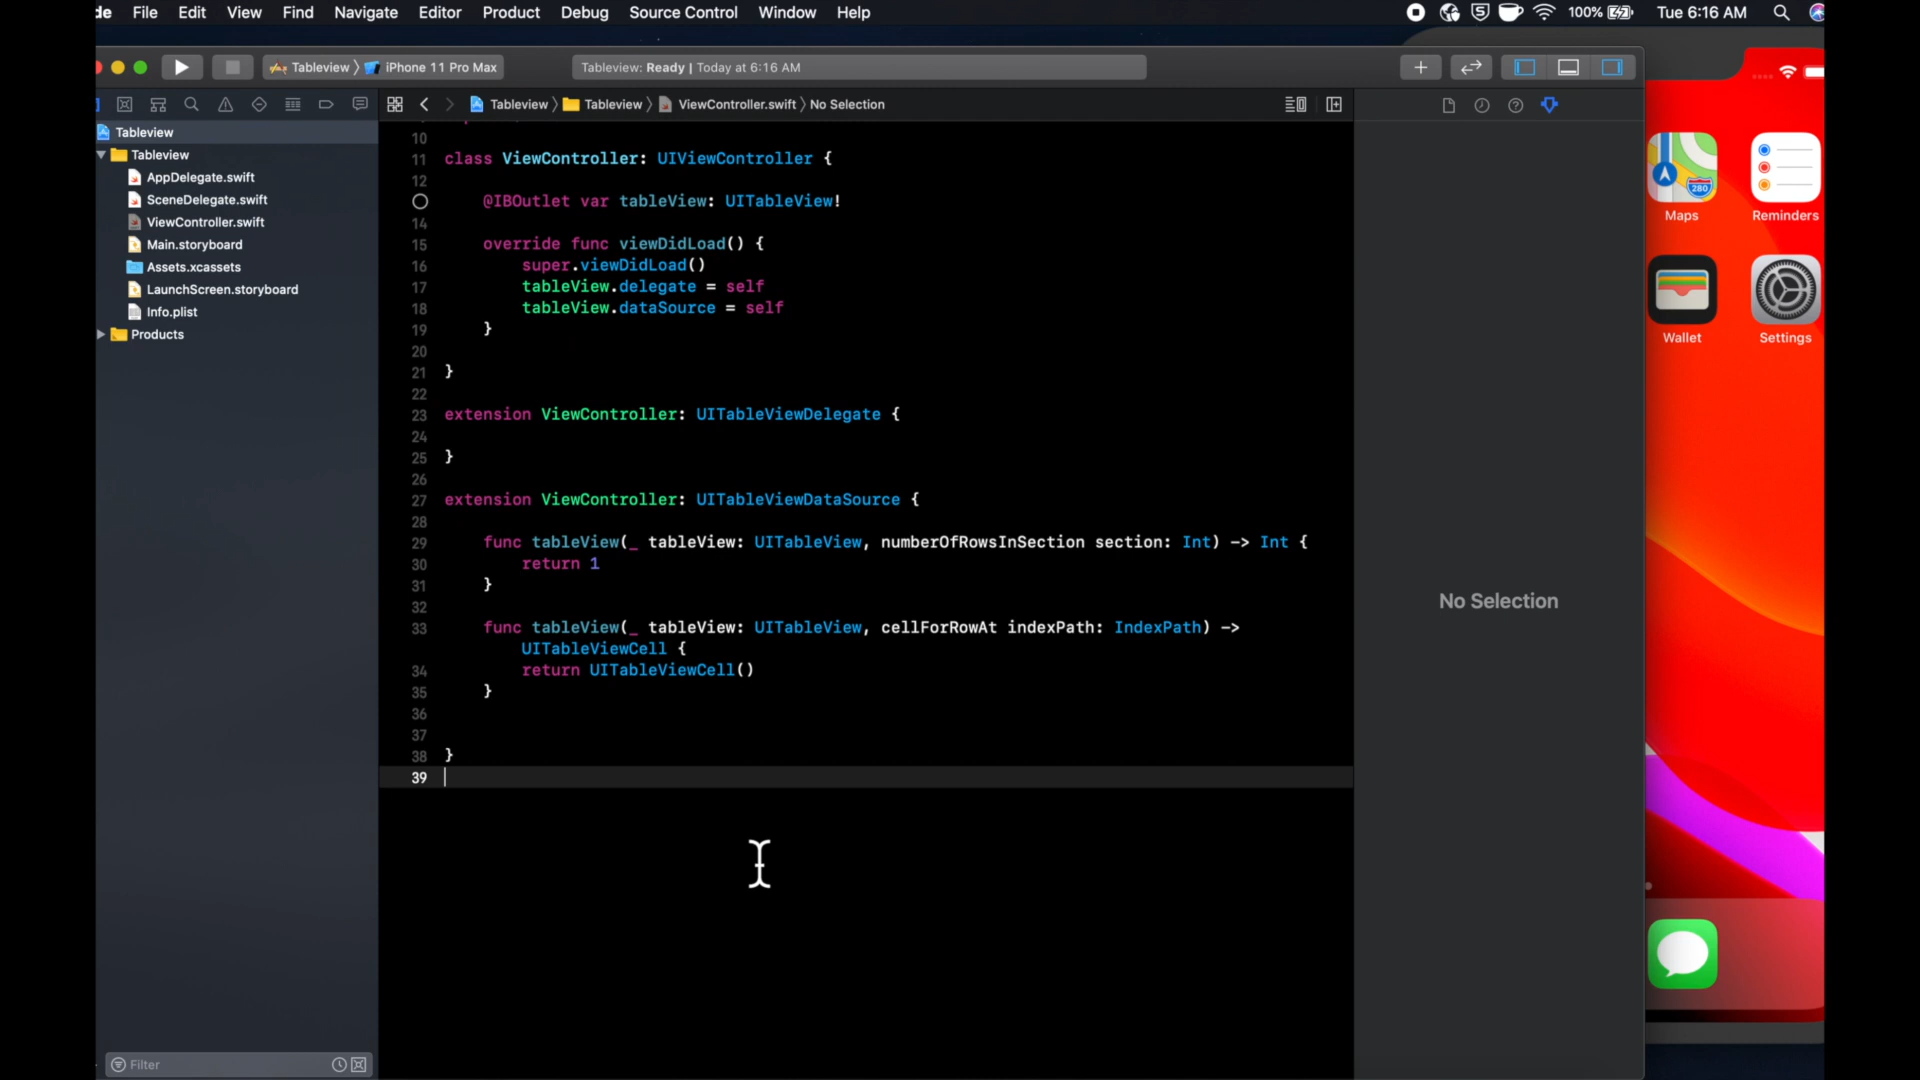 de File Edit View Find Navigate Editor Product Debug Source Control Window Help 100% Tue 6:16 AM
Tableview iPhone 11 Pro Max Tableview: Ready | Today at 6:16 AM
Tableview Tableview ViewController.swift No Selection
Tableview
Tableview
AppDelegate.swift
SceneDelegate.swift
ViewController.swift
Main.storyboard
Assets.xcassets
LaunchScreen.storyboard
Info.plist
Products
Filter
10
11 class ViewController: UIViewController {
12
@IBOutlet var tableView: UITableView!
14
15 override func viewDidLoad() {
16 super.viewDidLoad()
17 tableView.delegate = self
18 tableView.dataSource = self
19 }
20
21 }
22
23 extension ViewController: UITableViewDelegate {
24
25 }
26
27 extension ViewController: UITableViewDataSource {
28
29 func tableView(_ tableView: UITableView, numberOfRowsInSection section: Int) -> Int {
30 return 1
31 }
32
33 func tableView(_ tableView: UITableView, cellForRowAt indexPath: IndexPath) ->
UITableViewCell {
34 return UITableViewCell()
35 }
36
37
38 }
39
No Selection
280
Maps Reminders
Wallet Settings